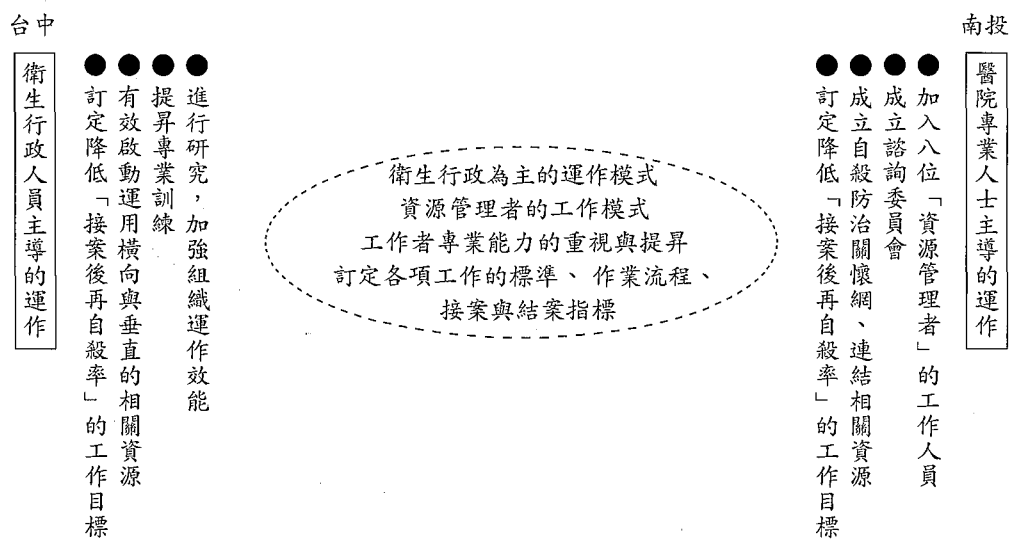 南投
醫院專業人士主導的運作
●加入八位「資源管理者」的工作人員
●成立諮詢委員會
●成立自殺防治關懷網、連結相關資源
●訂定降低「接案後再自殺率」的工作目標
衛生行政為主的運作模式
資源管理者的工作模式
工作者專業能力的重視與提昇
訂定各項工作的標準、作業流程、
接案與結案指標
●進行研究，加強組織運作效能
●提昇專業訓練
●有效啟動運用橫向與垂直的相關資源
●訂定降低「接案後再自殺率」的工作目標
台中
衛生行政人員主導的運作